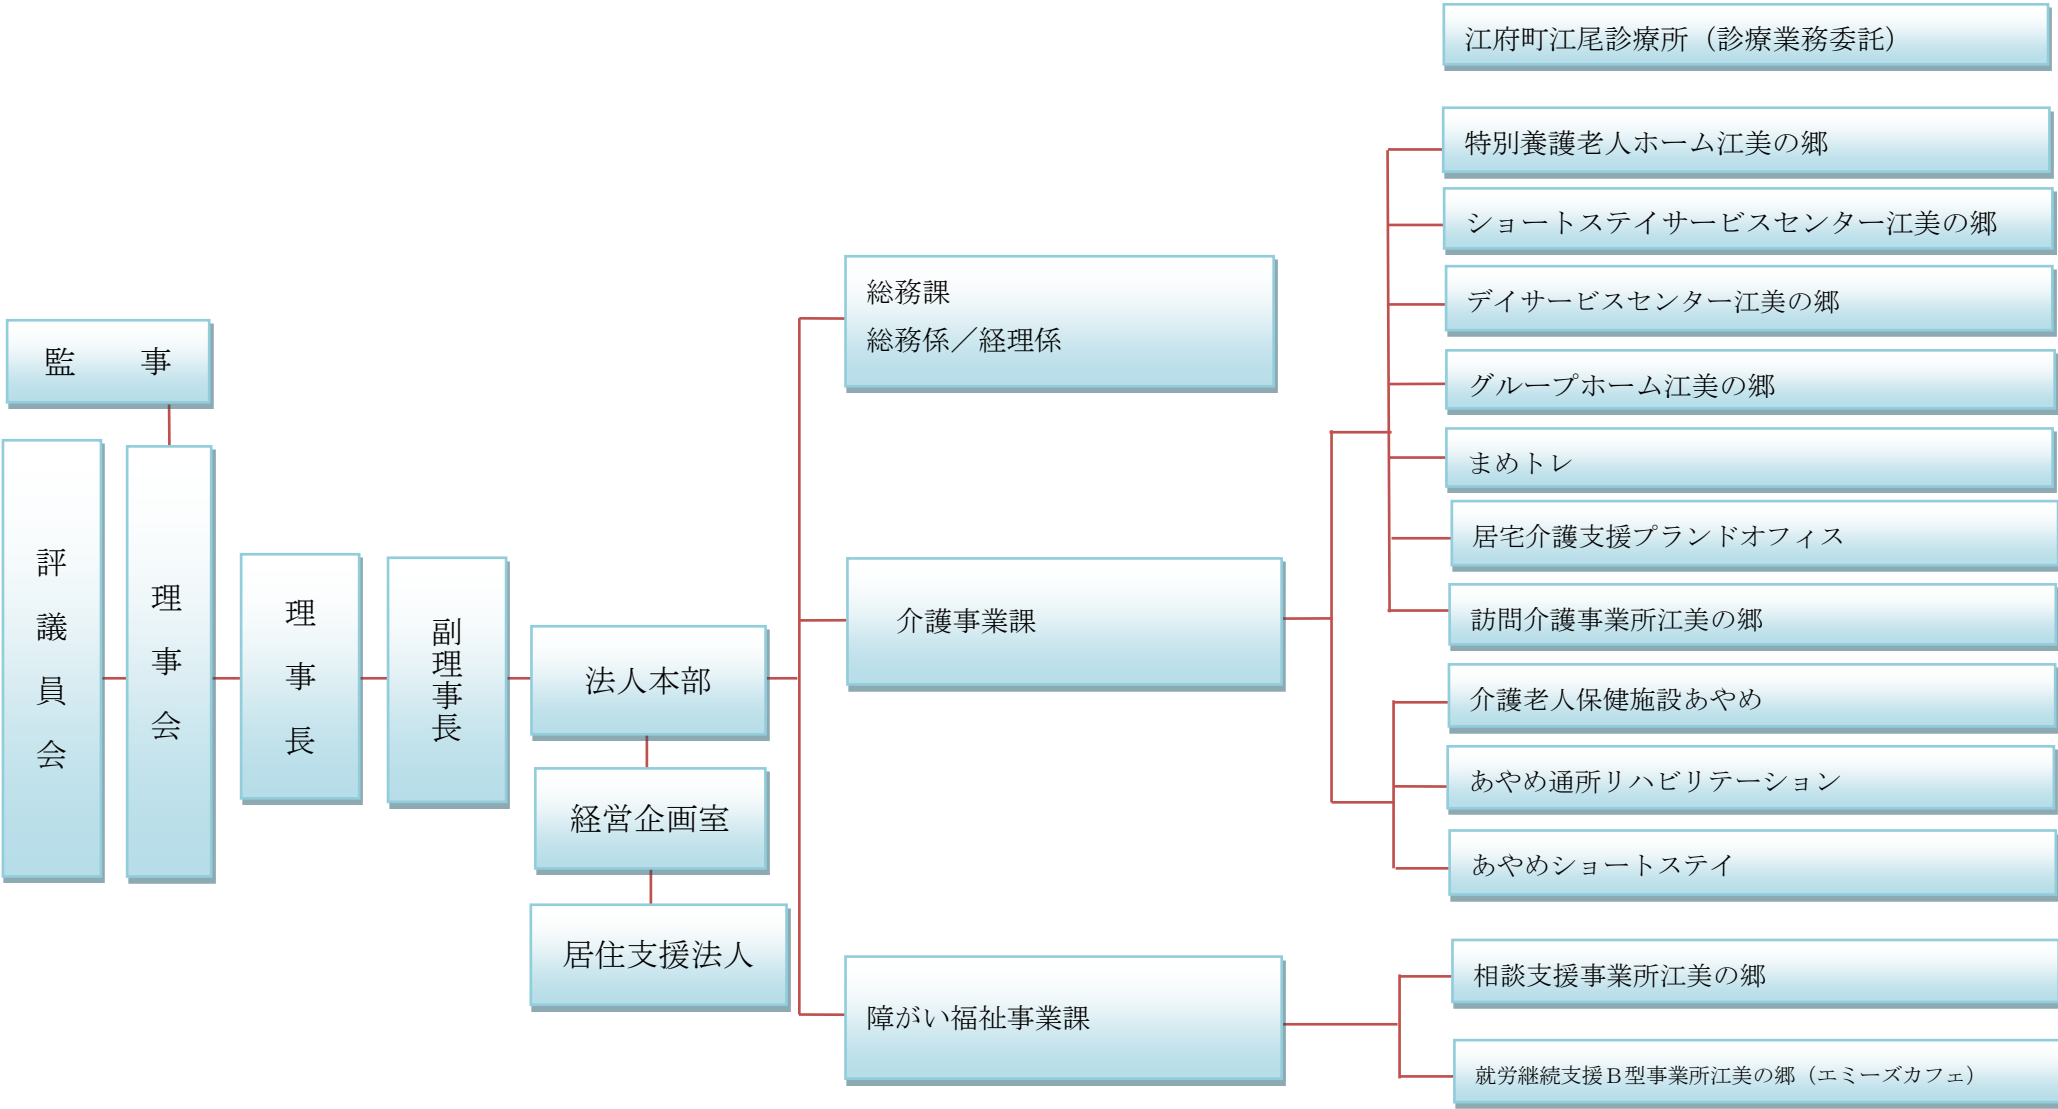 監　　事
評議員会
理事会
理事長
副理事長
法人本部
経営企画室
居住支援法人
総務課
総務係／経理係
介護事業課
障がい福祉事業課
江府町江尾診療所（診療業務委託）
特別養護老人ホーム江美の郷
ショートステイサービスセンター江美の郷
デイサービスセンター江美の郷
グループホーム江美の郷
まめトレ
居宅介護支援プランドオフィス
訪問介護事業所江美の郷
介護老人保健施設あやめ
あやめ通所リハビリテーション
あやめショートステイ
相談支援事業所江美の郷
就労継続支援Ｂ型事業所江美の郷（エミーズカフェ）